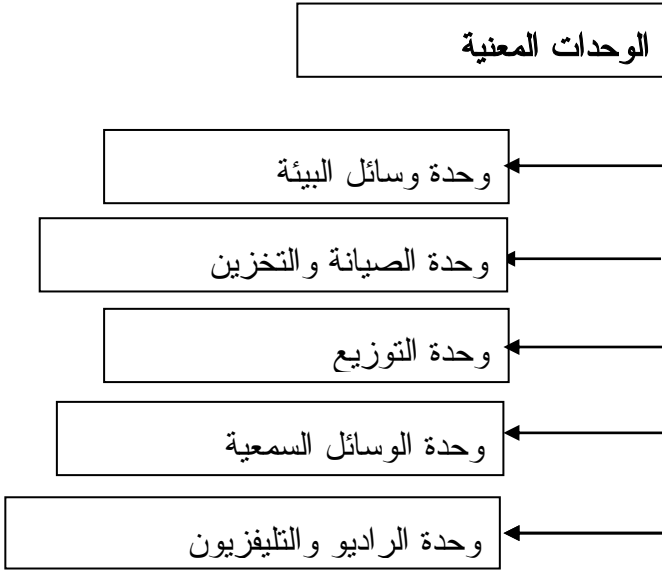 الوحدات المعنية
وحدة وسائل البيئة
وحدة الصيانة والتخزين
وحدة التوزيع
وحدة الوسائل السمعية
وحدة الراديو والتليفزيون